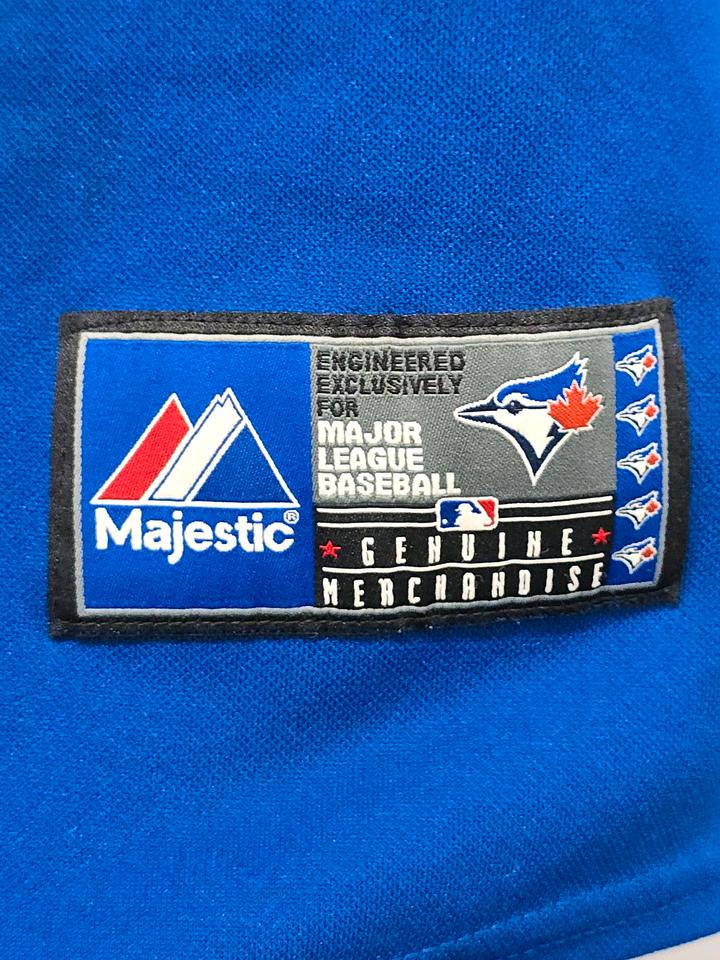 Majestic®
ENGINEERED
EXCLUSIVELY
FOR
MAJOR
LEAGUE
BASEBALL
GENUINE
MERCHANDISE